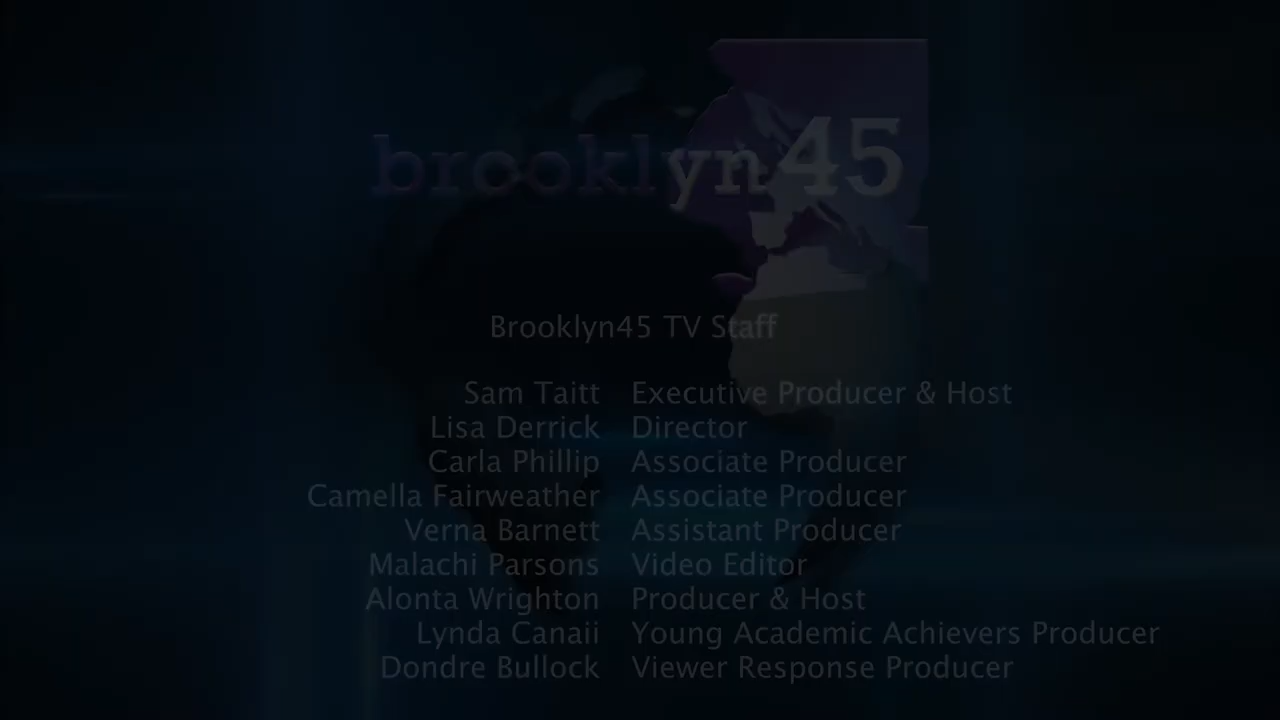 brooklyn45
Brooklyn45 TV Staff
Sam Taitt Executive Producer & Host
Lisa Derrick Director
Carla Phillip Associate Producer
Camella Fairweather Associate Producer
Verna Barnett Assistant Producer
Malachi Parsons Video Editor
Alonta Wrighton Producer & Host
Lynda Canaii Young Academic Achievers Producer
Dondre Bullock Viewer Response Producer